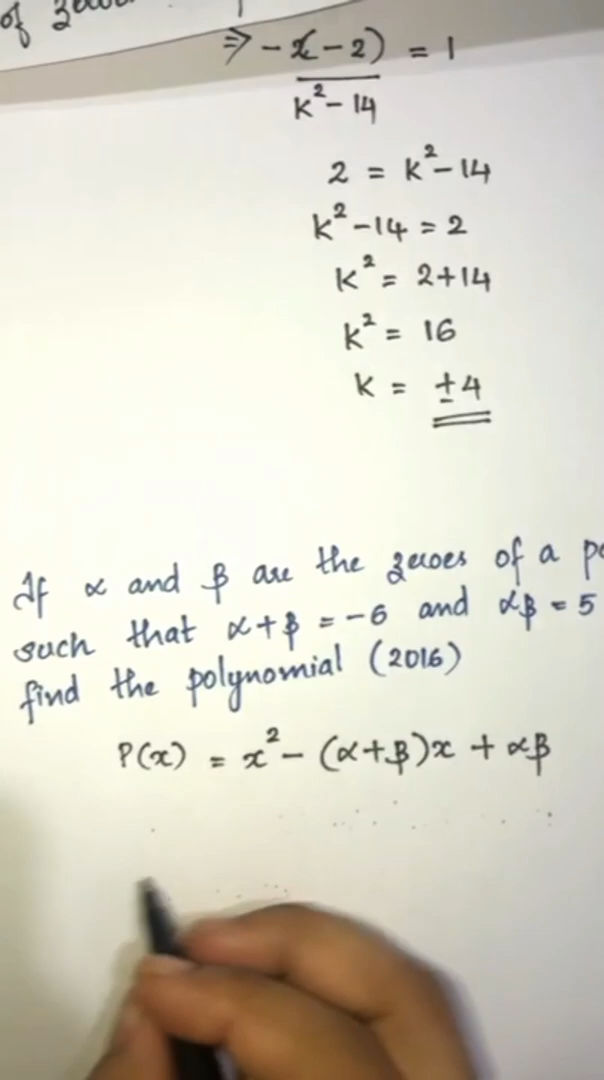 of
⇒ -x(-2) = 1
k² - 14
2 = k² - 14
k² - 14 = 2
k² = 2 + 14
k² = 16
k = ± 4
If α and β are the zeroes of a
such that α + β = -6 and αβ = 5
find the polynomial (2016)
P(x) = x² - (α + β)x + αβ